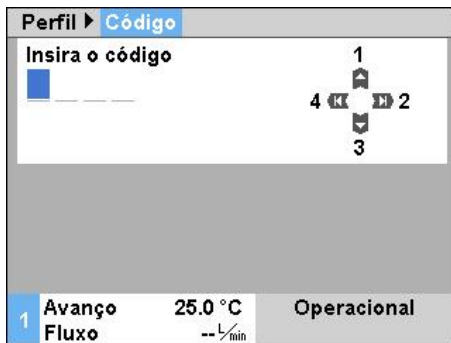 Perfil Código
Insira o código
1
4 2
3
1
Avanço 25.0 °C Operacional
Fluxo -- L/min